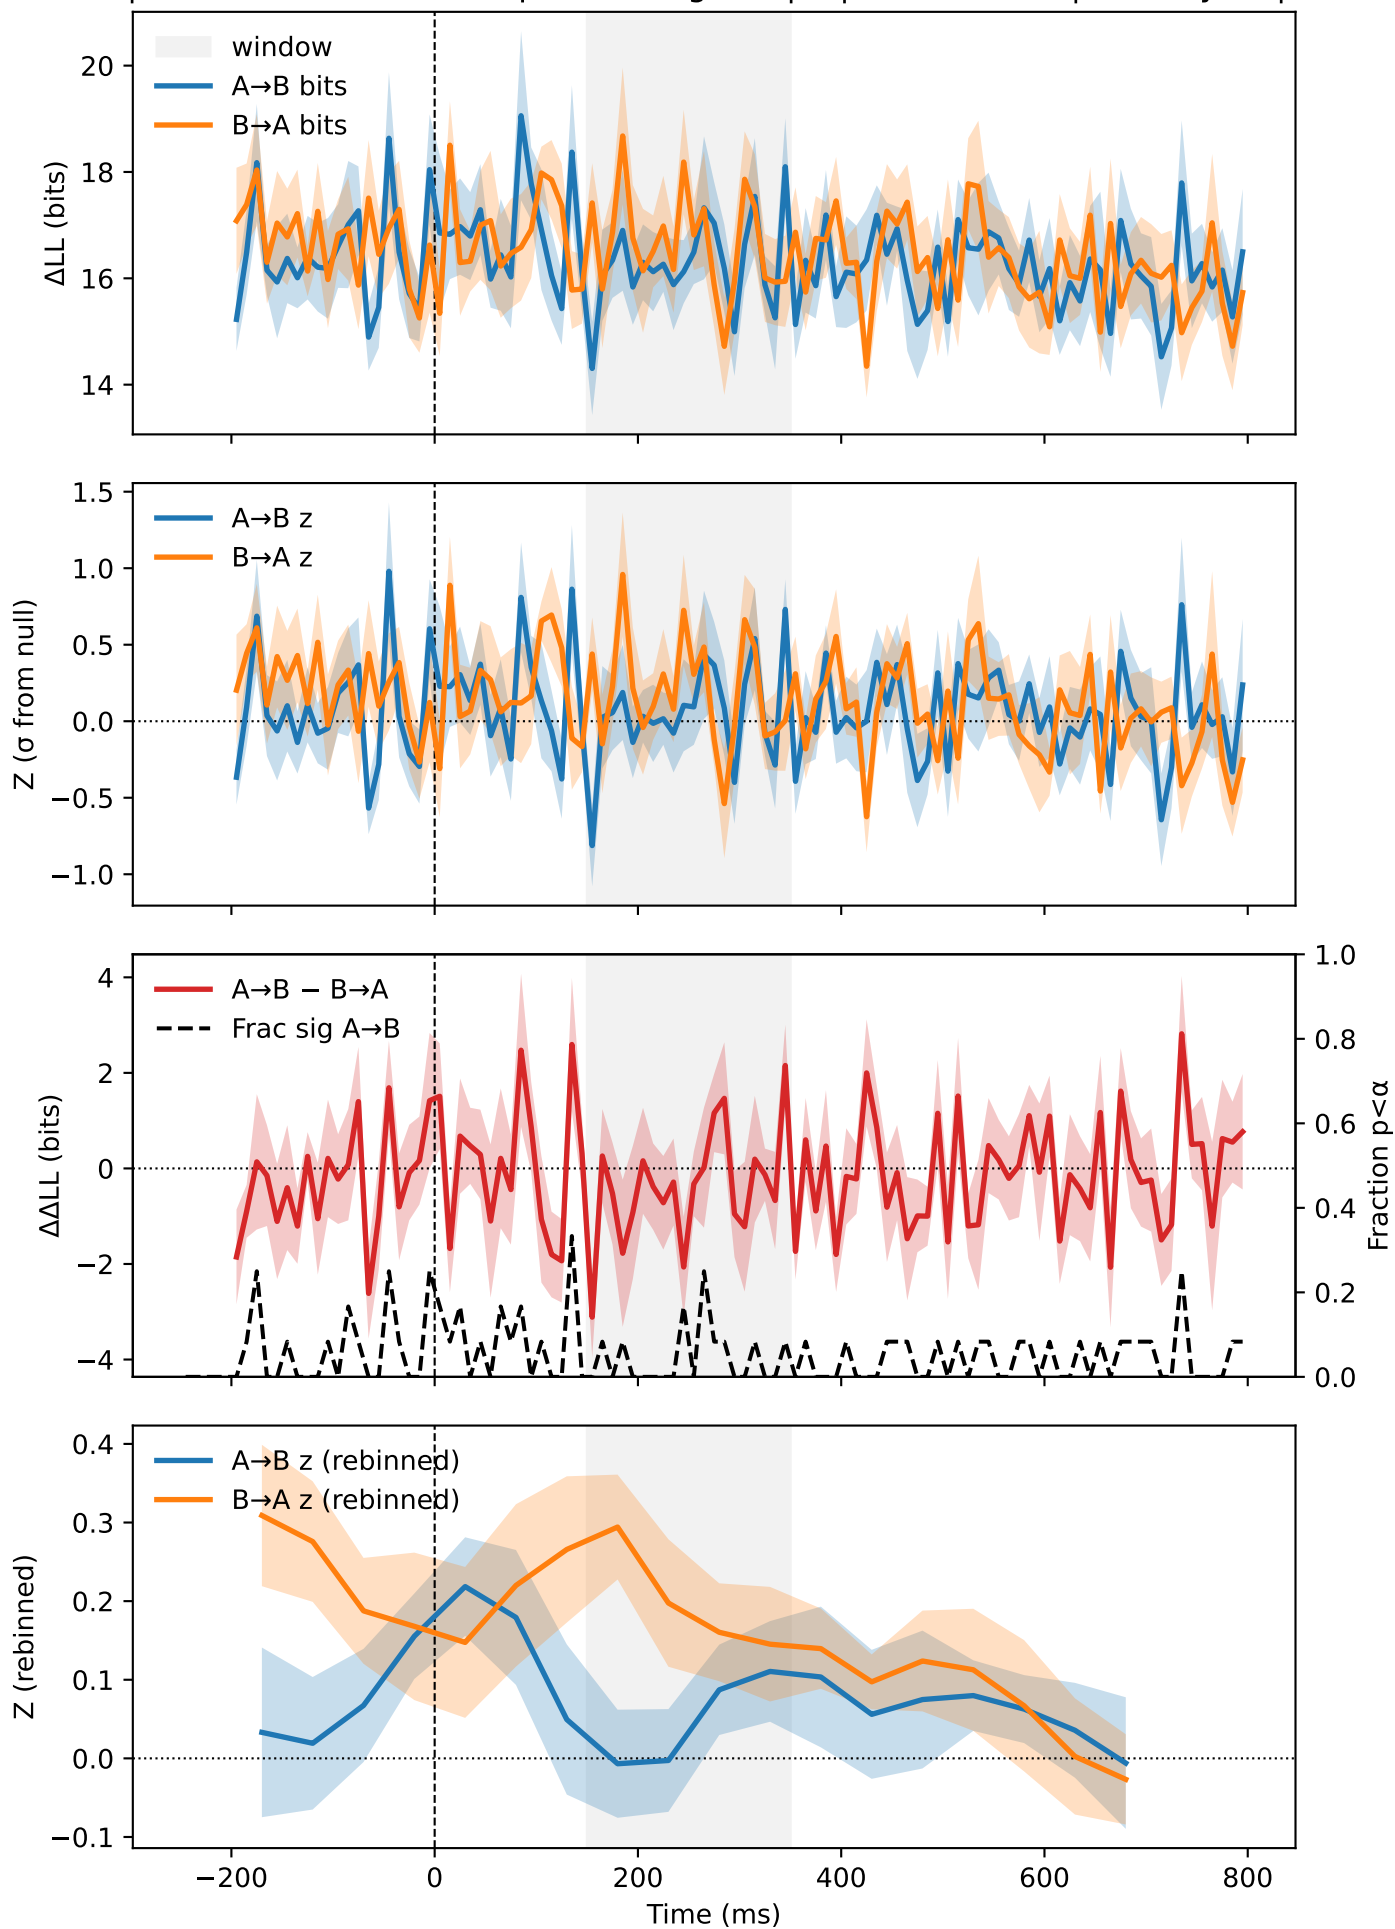 window
A→B bits
B→A bits
ΔLL (bits)
20
18
16
14
A→B z
B→A z
Z (σ from null)
1.5
1.0
0.5
0.0
−0.5
−1.0
A→B − B→A
Frac sig A→B
ΔΔLL (bits)
4
2
0
−2
−4
1.0
0.8
0.6
0.4
0.2
0.0
Fraction p<α
A→B z (rebinned)
B→A z (rebinned)
Z (rebinned)
0.4
0.3
0.2
0.1
0.0
−0.1
−200
0
200
400
600
800
Time (ms)